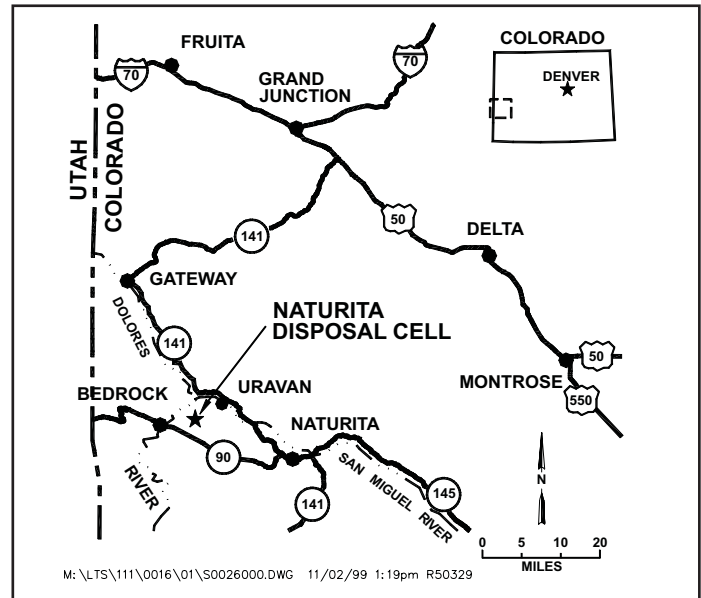 FRUITA
70
70
GRAND
JUNCTION
COLORADO
DENVER
UTAH
COLORADO
141
50
DELTA
GATEWAY
DOLORES
141
NATURITA
DISPOSAL CELL
BEDROCK
URAVAN
MONTROSE
50
550
NATURITA
90
RIVER
SAN MIGUEL RIVER
141
145
N
0 5 10 20
MILES
M:\LTS\111\0016\01\S0026000.DWG 11/02/99 1:19pm R50329